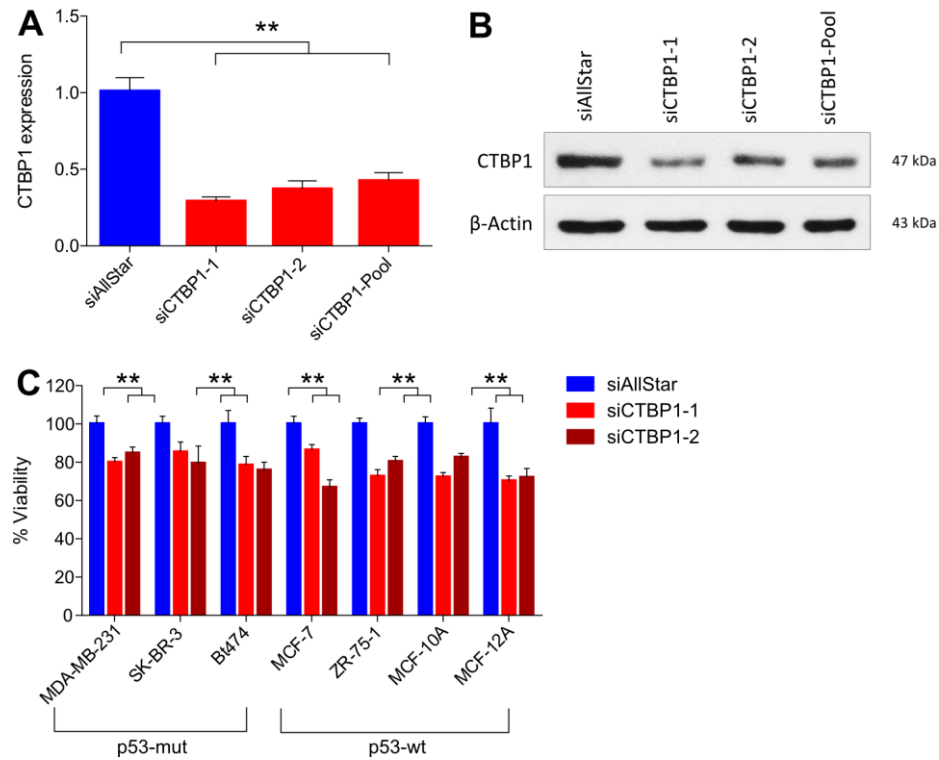 A
**
CTBP1 expression
1.5
1.0
0.5
0.0
siAllStar
siCTBP1-1
siCTBP1-2
siCTBP1-Pool
B
siAllStar
siCTBP1-1
siCTBP1-2
siCTBP1-Pool
CTBP1
47 kDa
β-Actin
43 kDa
C
** ** ** ** **
% Viability
120
100
80
60
40
20
0
MDA-MB-231
SK-BR-3
Bt474
MCF-7
ZR-75-1
MCF-10A
MCF-12A
p53-mut
p53-wt
siAllStar
siCTBP1-1
siCTBP1-2